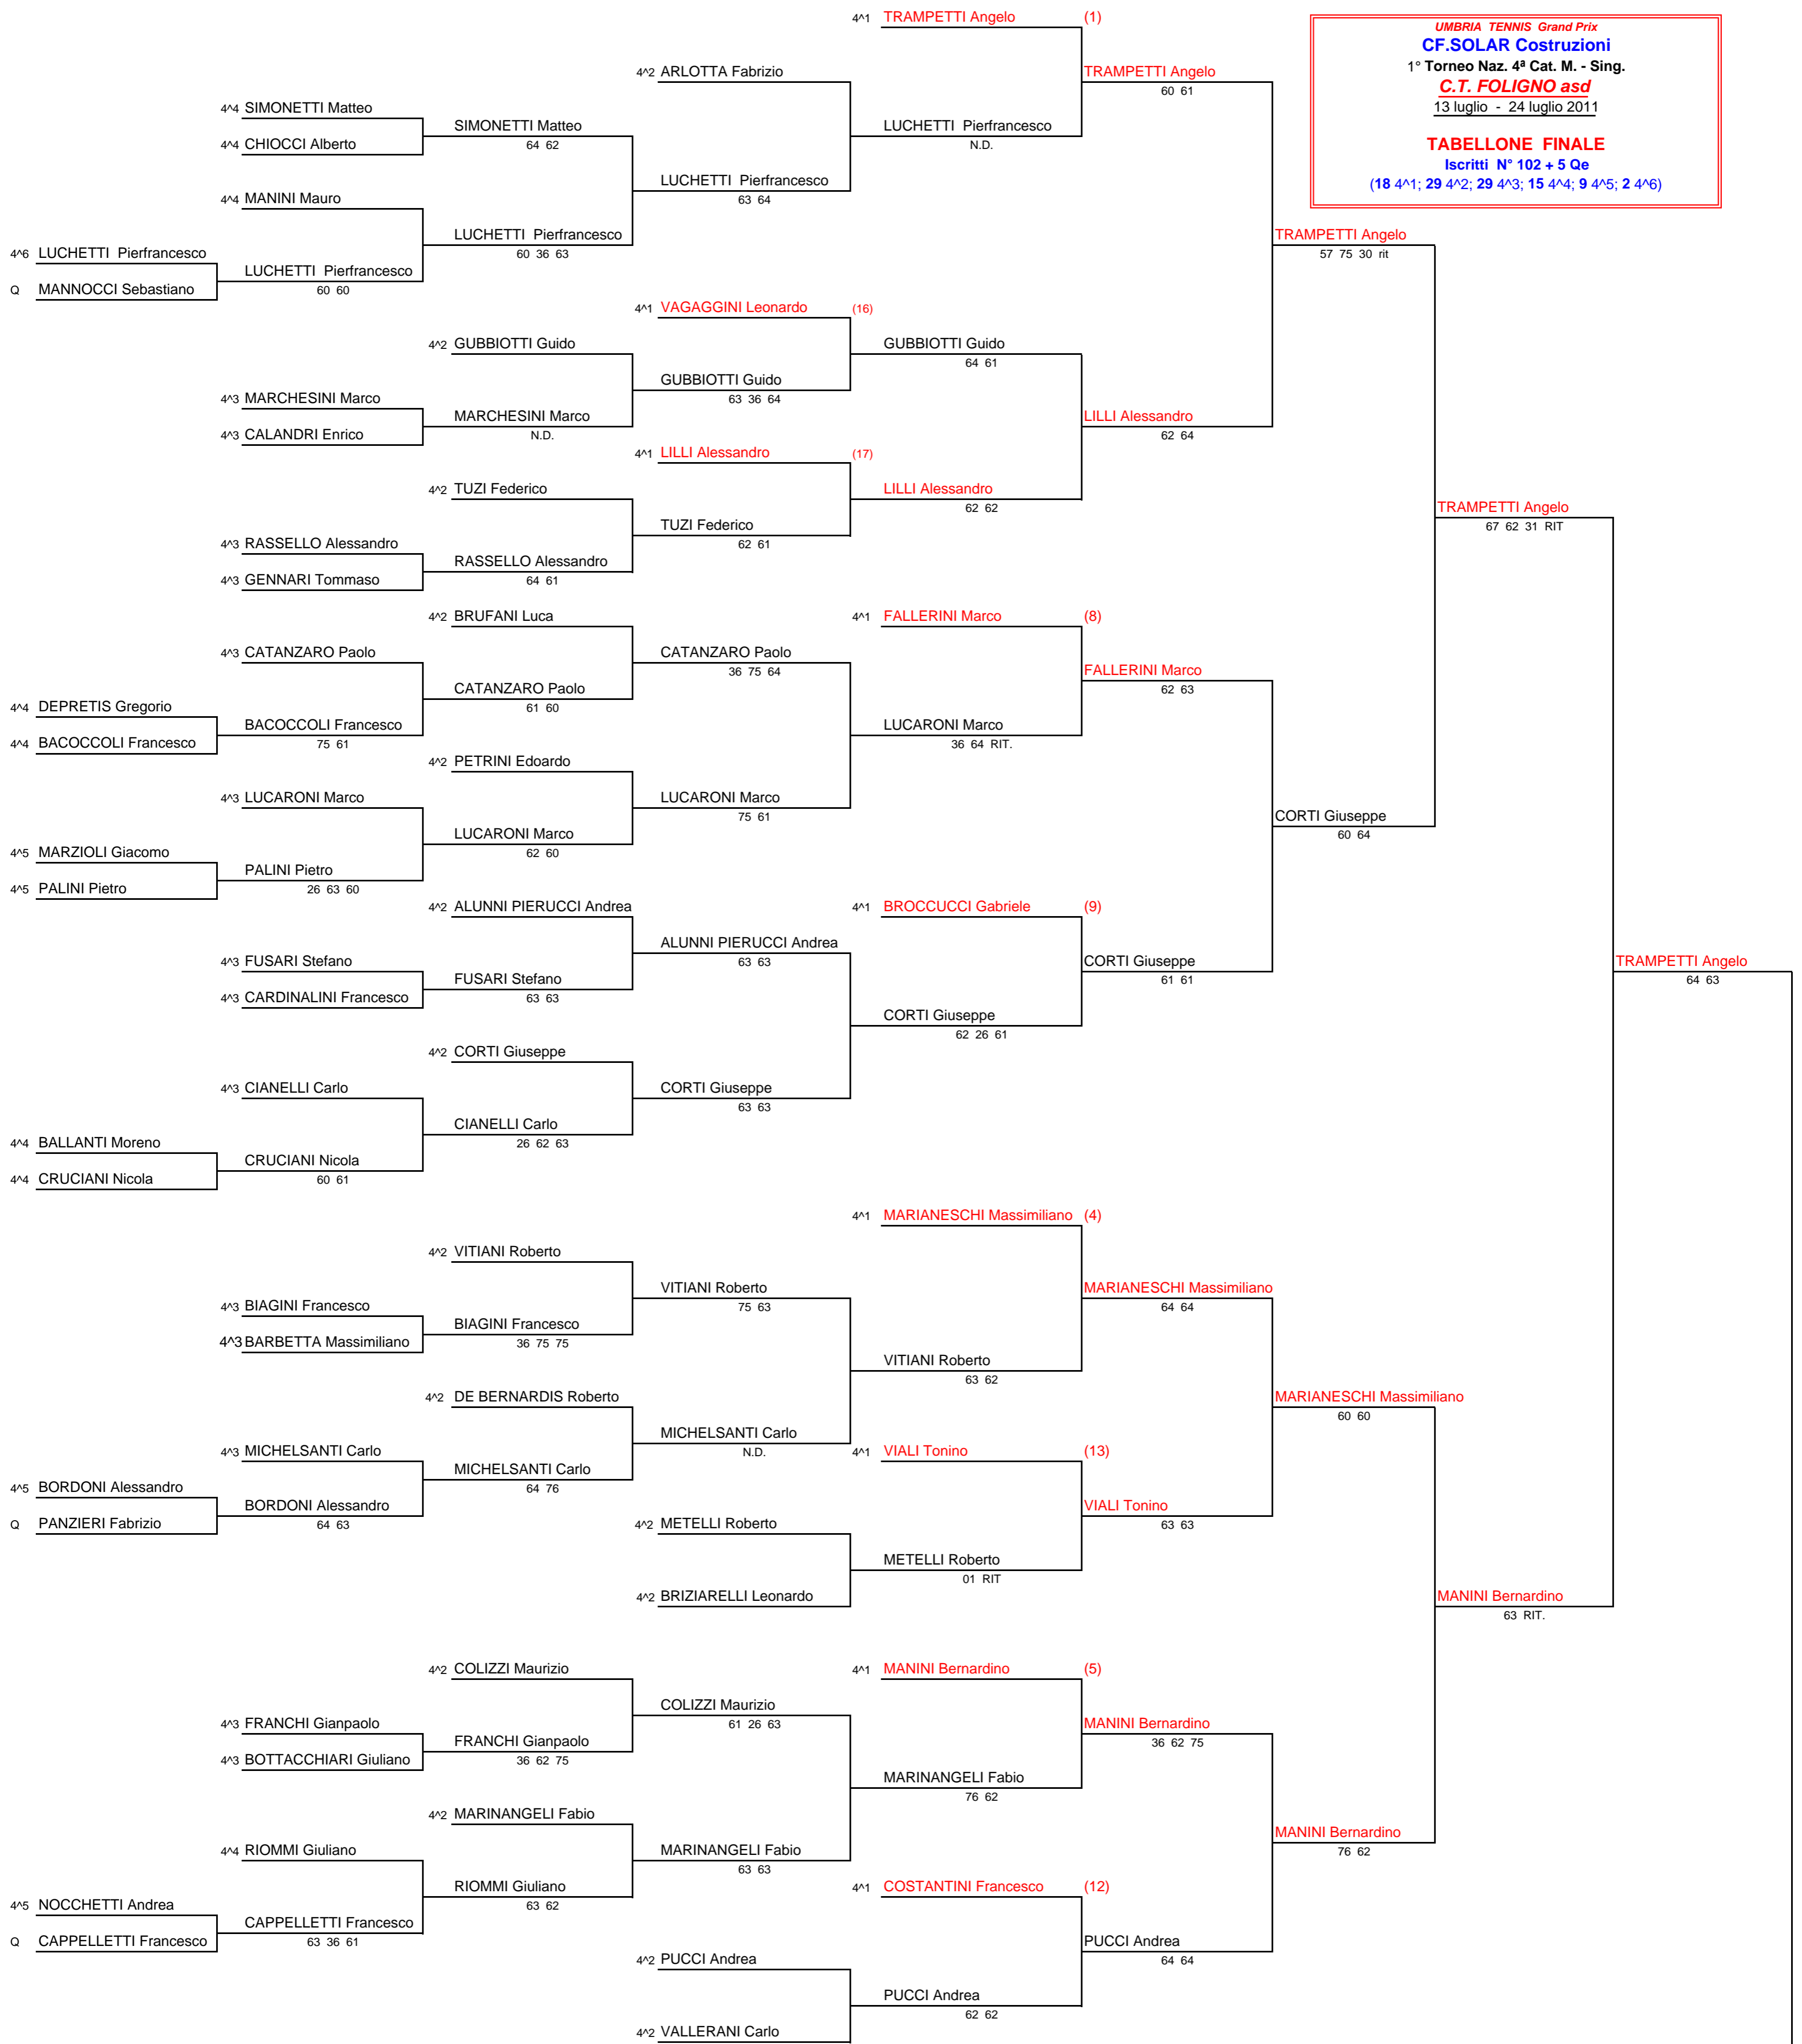 4^1 TRAMPETTI Angelo (1)
UMBRIA TENNIS Grand Prix
CF.SOLAR Costruzioni
1° Torneo Naz. 4ª Cat. M. - Sing.
C.T. FOLIGNO asd
13 luglio - 24 luglio 2011
TABELLONE FINALE
Iscritti N° 102 + 5 Qe
(18 4^1; 29 4^2; 29 4^3; 15 4^4; 9 4^5; 2 4^6)
4^2 ARLOTTA Fabrizio
TRAMPETTI Angelo
60 61
4^4 SIMONETTI Matteo
SIMONETTI Matteo
64 62
LUCHETTI Pierfrancesco
N.D.
4^4 CHIOCCI Alberto
LUCHETTI Pierfrancesco
63 64
4^4 MANINI Mauro
LUCHETTI Pierfrancesco
60 36 63
TRAMPETTI Angelo
57 75 30 rit
4^6 LUCHETTI Pierfrancesco
LUCHETTI Pierfrancesco
60 60
Q MANNOCCI Sebastiano
4^1 VAGAGGINI Leonardo (16)
4^2 GUBBIOTTI Guido
GUBBIOTTI Guido
64 61
GUBBIOTTI Guido
63 36 64
4^3 MARCHESINI Marco
MARCHESINI Marco
N.D.
LILLI Alessandro
62 64
4^3 CALANDRI Enrico
4^1 LILLI Alessandro (17)
4^2 TUZI Federico
LILLI Alessandro
62 62
TRAMPETTI Angelo
67 62 31 RIT
TUZI Federico
62 61
4^3 RASSELLO Alessandro
RASSELLO Alessandro
64 61
4^3 GENNARI Tommaso
4^2 BRUFANI Luca
4^1 FALLERINI Marco (8)
4^3 CATANZARO Paolo
CATANZARO Paolo
36 75 64
FALLERINI Marco
62 63
CATANZARO Paolo
61 60
4^4 DEPRETIS Gregorio
BACOCCOLI Francesco
75 61
LUCARONI Marco
36 64 RIT.
4^4 BACOCCOLI Francesco
4^2 PETRINI Edoardo
4^3 LUCARONI Marco
LUCARONI Marco
75 61
CORTI Giuseppe
60 64
LUCARONI Marco
62 60
4^5 MARZIOLI Giacomo
PALINI Pietro
26 63 60
4^5 PALINI Pietro
4^2 ALUNNI PIERUCCI Andrea
4^1 BROCCUCCI Gabriele (9)
ALUNNI PIERUCCI Andrea
63 63
4^3 FUSARI Stefano
CORTI Giuseppe
61 61
TRAMPETTI Angelo
64 63
FUSARI Stefano
63 63
4^3 CARDINALINI Francesco
CORTI Giuseppe
62 26 61
4^2 CORTI Giuseppe
4^3 CIANELLI Carlo
CORTI Giuseppe
63 63
CIANELLI Carlo
26 62 63
4^4 BALLANTI Moreno
CRUCIANI Nicola
60 61
4^4 CRUCIANI Nicola
4^1 MARIANESCHI Massimiliano (4)
4^2 VITIANI Roberto
VITIANI Roberto
75 63
MARIANESCHI Massimiliano
64 64
4^3 BIAGINI Francesco
BIAGINI Francesco
36 75 75
4^3 BARBETTA Massimiliano
VITIANI Roberto
63 62
4^2 DE BERNARDIS Roberto
MARIANESCHI Massimiliano
60 60
MICHELSANTI Carlo
N.D.
4^3 MICHELSANTI Carlo
4^1 VIALI Tonino (13)
MICHELSANTI Carlo
64 76
4^5 BORDONI Alessandro
BORDONI Alessandro
64 63
VIALI Tonino
63 63
Q PANZIERI Fabrizio
4^2 METELLI Roberto
METELLI Roberto
01 RIT
4^2 BRIZIARELLI Leonardo
MANINI Bernardino
63 RIT.
4^2 COLIZZI Maurizio
4^1 MANINI Bernardino (5)
COLIZZI Maurizio
61 26 63
4^3 FRANCHI Gianpaolo
MANINI Bernardino
36 62 75
FRANCHI Gianpaolo
36 62 75
4^3 BOTTACCHIARI Giuliano
MARINANGELI Fabio
76 62
4^2 MARINANGELI Fabio
MANINI Bernardino
76 62
4^4 RIOMMI Giuliano
MARINANGELI Fabio
63 63
RIOMMI Giuliano
63 62
4^1 COSTANTINI Francesco (12)
4^5 NOCCHETTI Andrea
CAPPELLETTI Francesco
63 36 61
Q CAPPELLETTI Francesco
PUCCI Andrea
64 64
4^2 PUCCI Andrea
PUCCI Andrea
62 62
4^2 VALLERANI Carlo